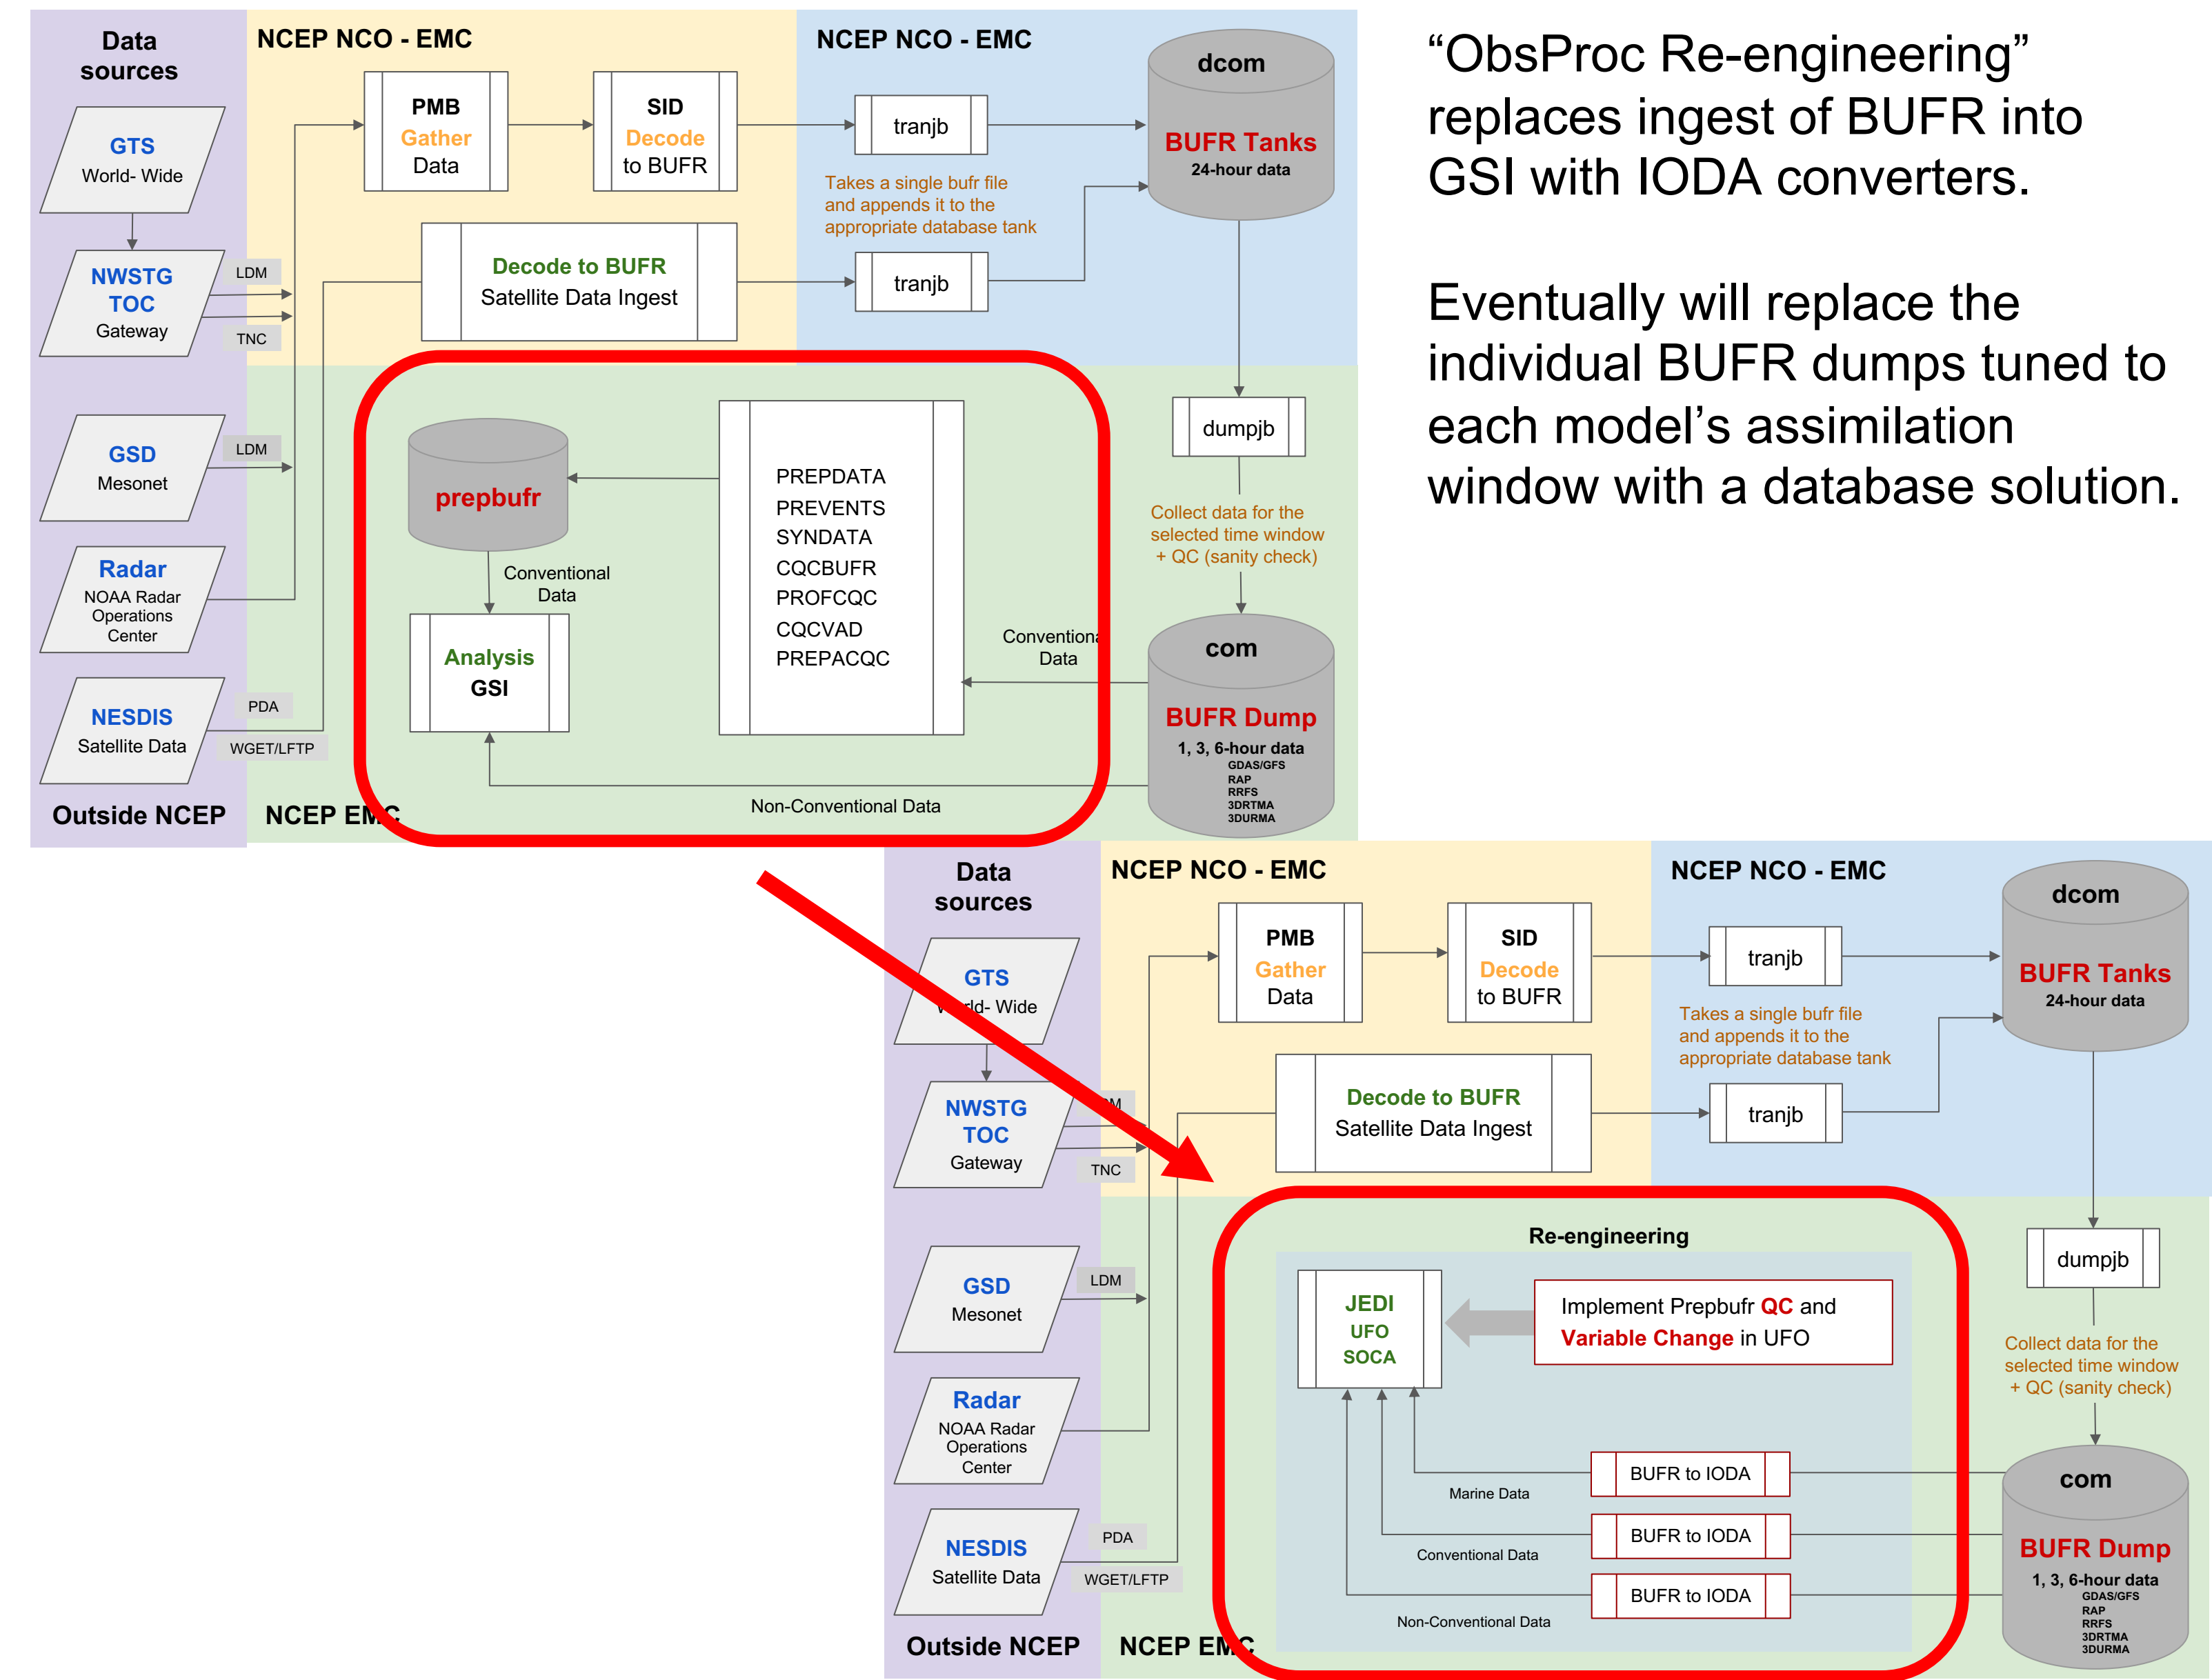 Data
sources
NCEP NCO - EMC
NCEP NCO - EMC
GTS
World- Wide
NWSTG
TOC
Gateway
GSD
Mesonet
Radar
NOAA Radar
Operations
Center
NESDIS
Satellite Data
Outside NCEP
LDM
TNC
LDM
PDA
WGET/LFTP
PMB
Gather
Data
SID
Decode
to BUFR
Decode to BUFR
Satellite Data Ingest
tranjb
Takes a single bufr file
and appends it to the
appropriate database tank
tranjb
dcom
BUFR Tanks
24-hour data
dumpjb
Collect data for the
selected time window
+ QC (sanity check)
com
BUFR Dump
1, 3, 6-hour data
GDAS/GFS
RAP
RRFS
3DRTMA
3DURMA
prepbufr
Conventional
Data
Analysis
GSI
PREPDATA
PREVENTS
SYNDATA
CQCBUFR
PROFCQC
CQCVAD
PREPACQC
Conventiona
Data
Non-Conventional Data
NCEP EMC
“ObsProc Re-engineering”
replaces ingest of BUFR into
GSI with IODA converters.
Eventually will replace the
individual BUFR dumps tuned to
each model’s assimilation
window with a database solution.
Data
sources
NCEP NCO - EMC
NCEP NCO - EMC
GTS
World- Wide
NWSTG
TOC
Gateway
GSD
Mesonet
Radar
NOAA Radar
Operations
Center
NESDIS
Satellite Data
Outside NCEP
TNC
LDM
PDA
WGET/LFTP
PMB
Gather
Data
SID
Decode
to BUFR
Decode to BUFR
Satellite Data Ingest
tranjb
Takes a single bufr file
and appends it to the
appropriate database tank
tranjb
dcom
BUFR Tanks
24-hour data
dumpjb
Collect data for the
selected time window
+ QC (sanity check)
com
BUFR Dump
1, 3, 6-hour data
GDAS/GFS
RAP
RRFS
3DRTMA
3DURMA
Re-engineering
JEDI
UFO
SOCA
Implement Prepbufr QC and
Variable Change in UFO
BUFR to IODA
Marine Data
BUFR to IODA
Conventional Data
BUFR to IODA
Non-Conventional Data
NCEP EMC